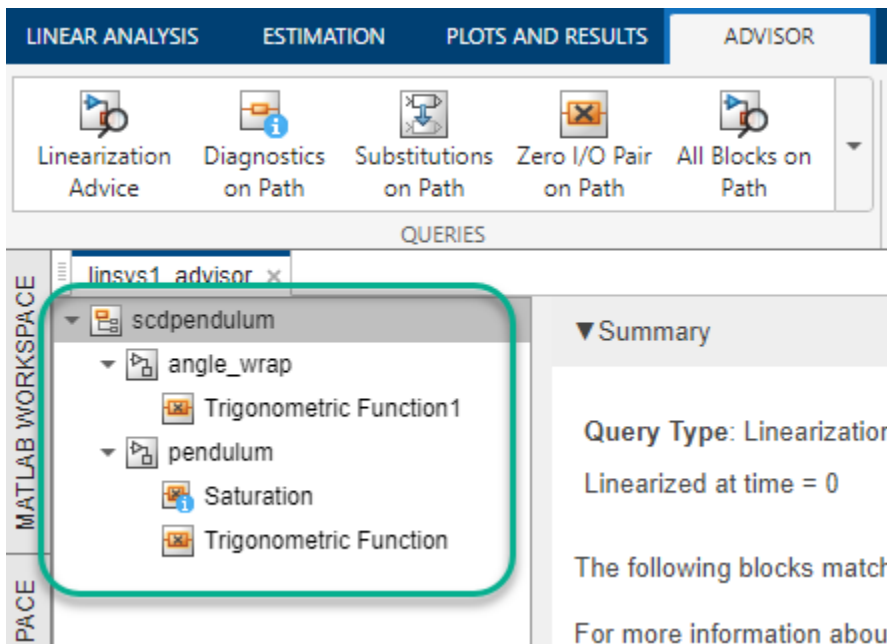 LINEAR ANALYSIS ESTIMATION PLOTS AND RESULTS ADVISOR
Linearization Advice
Diagnostics on Path
Substitutions on Path
Zero I/O Pair on Path
All Blocks on Path
QUERIES
linsys1_advisor ×
MATLAB WORKSPACE
PACE
scdpendulum
angle_wrap
Trigonometric Function1
pendulum
Saturation
Trigonometric Function
▼Summary
Query Type: Linearization
Linearized at time = 0
The following blocks match
For more information abou